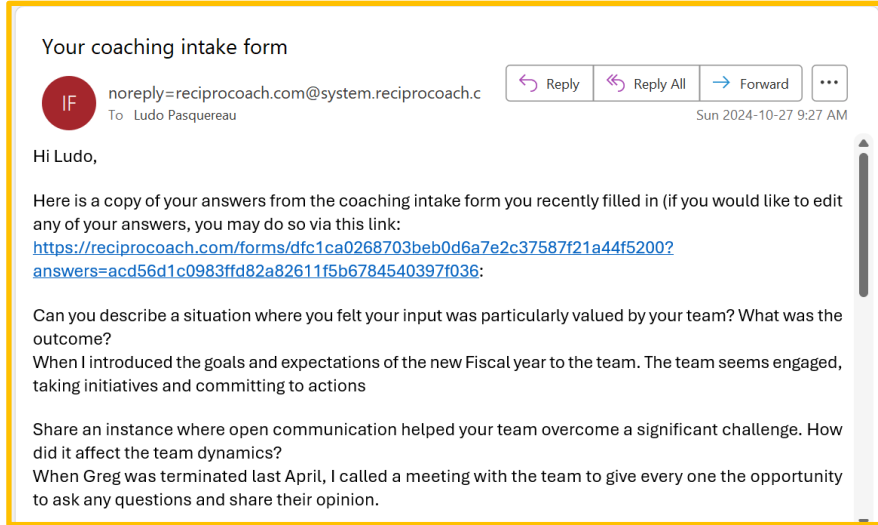 Your coaching intake form
IF
noreply=reciprocoach.com@system.reciprocoach.c
Reply
Reply All
Forward
To Ludo Pasquereau
Sun 2024-10-27 9:27 AM
Hi Ludo,
Here is a copy of your answers from the coaching intake form you recently filled in (if you would like to edit
any of your answers, you may do so via this link:
https://reciprocoach.com/forms/dfc1ca0268703beb0d6a7e2c37587f21a44f5200?
answers=acd56d1c0983ffd82a82611f5b6784540397f036:
Can you describe a situation where you felt your input was particularly valued by your team? What was the
outcome?
When I introduced the goals and expectations of the new Fiscal year to the team. The team seems engaged,
taking initiatives and committing to actions
Share an instance where open communication helped your team overcome a significant challenge. How
did it affect the team dynamics?
When Greg was terminated last April, I called a meeting with the team to give every one the opportunity
to ask any questions and share their opinion.